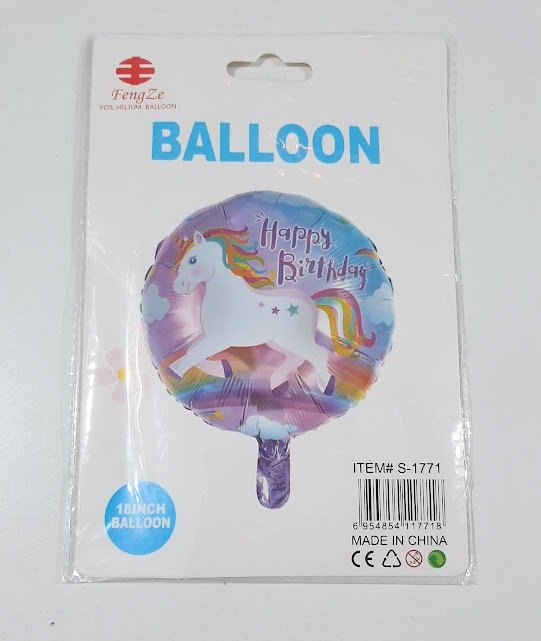 FengZe
FOIL HELIUM BALLOON
BALLOON
Happy
Birthday
18INCH
BALLOON
ITEM# S-1771
6 954854 117718
MADE IN CHINA
CE